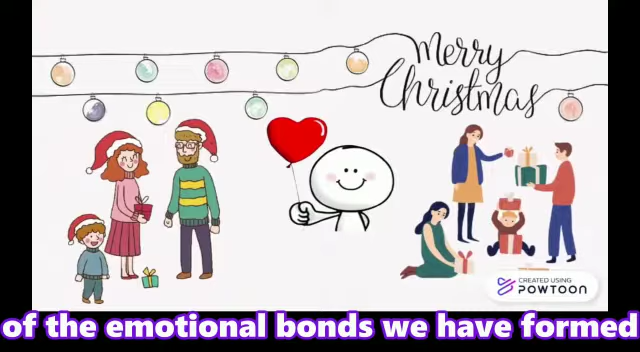 Merry
Christmas
CREATED USING
POWTOON
of the emotional bonds we have formed